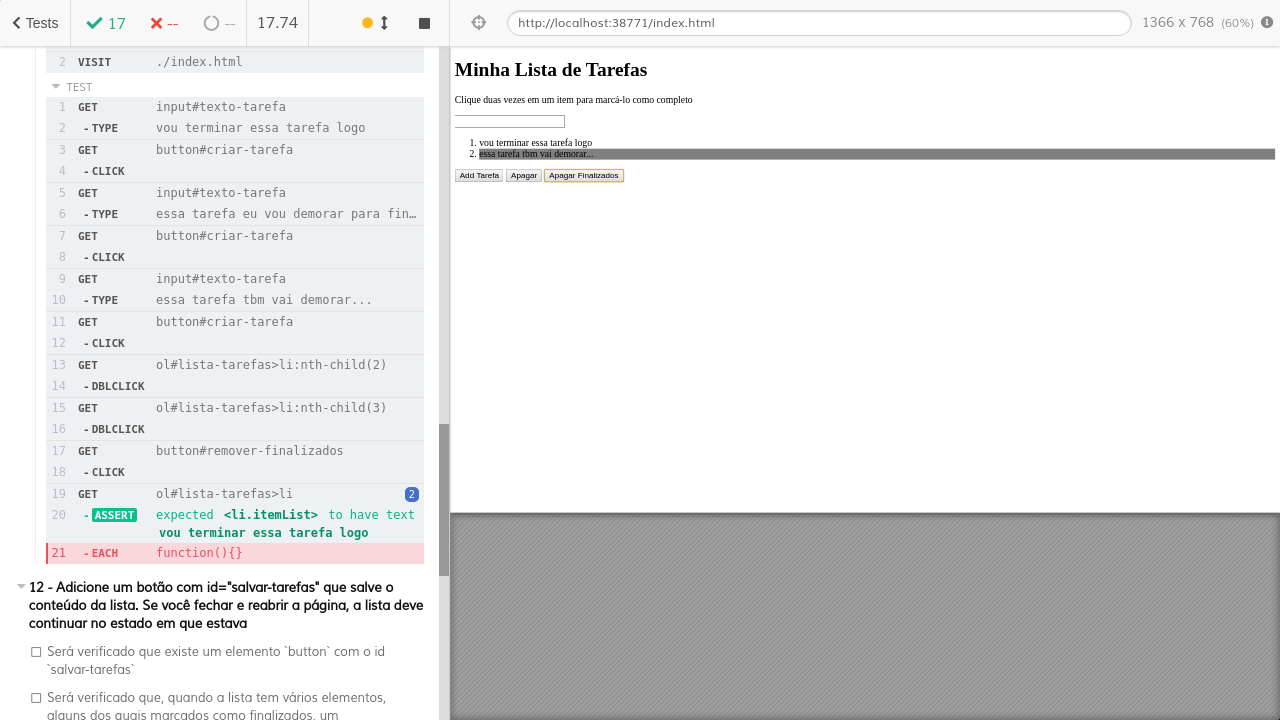 Tests
17
--
--
17.74
http://localhost:38771/index.html
1366 x 768 (60%)
2 VISIT ./index.html
TEST
1 GET input#texto-tarefa
2 - TYPE vou terminar essa tarefa logo
3 GET button#criar-tarefa
4 - CLICK
5 GET input#texto-tarefa
6 - TYPE essa tarefa eu vou demorar para fin…
7 GET button#criar-tarefa
8 - CLICK
9 GET input#texto-tarefa
10 - TYPE essa tarefa tbm vai demorar...
11 GET button#criar-tarefa
12 - CLICK
13 GET ol#lista-tarefas>li:nth-child(2)
14 - DBLCLICK
15 GET ol#lista-tarefas>li:nth-child(3)
16 - DBLCLICK
17 GET button#remover-finalizados
18 - CLICK
19 GET ol#lista-tarefas>li 2
20 - ASSERT expected <li.itemList> to have text
vou terminar essa tarefa logo
21 - EACH function(){}
12 - Adicione um botão com id="salvar-tarefas" que salve o
conteúdo da lista. Se você fechar e reabrir a página, a lista deve
continuar no estado em que estava
Será verificado que existe um elemento `button` com o id
`salvar-tarefas`
Será verificado que, quando a lista tem vários elementos,
alguns dos quais marcados como finalizados, um
Minha Lista de Tarefas
Clique duas vezes em um item para marcá-lo como completo
1. vou terminar essa tarefa logo
2. essa tarefa tbm vai demorar...
Add Tarefa Apagar Apagar Finalizados